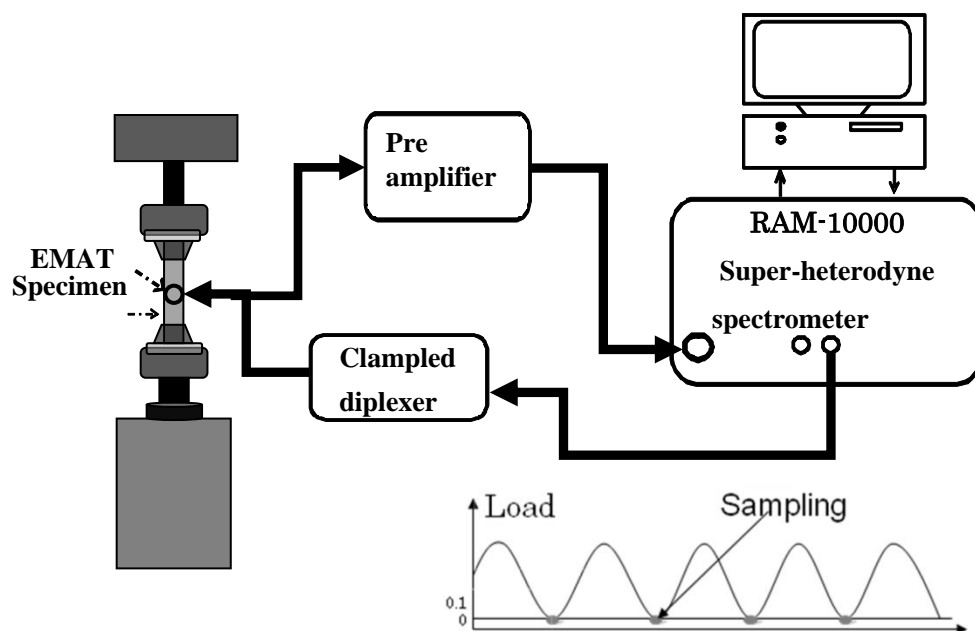 Pre
amplifier
EMAT
Specimen
RAM-10000
Super-heterodyne
spectrometer
Clampled
diplexer
Load
Sampling
0.1
0